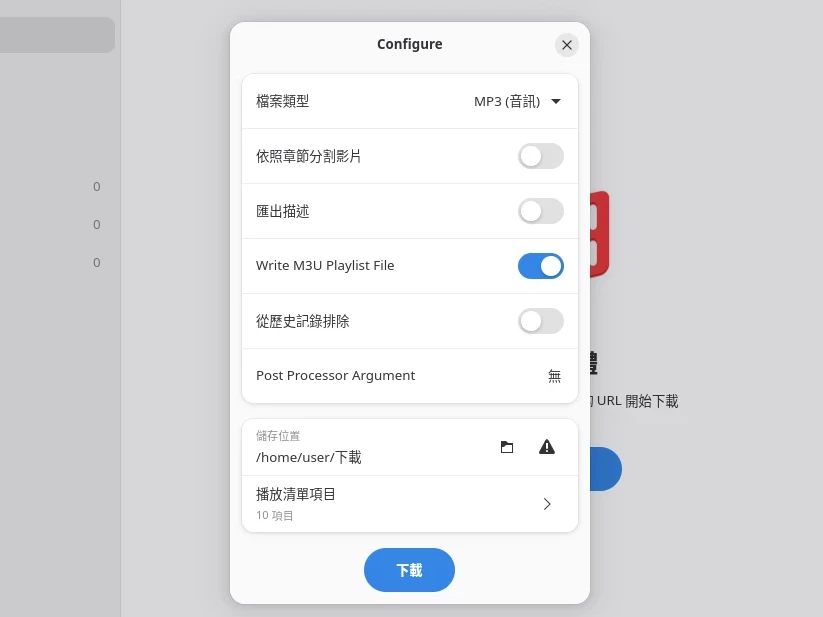 Configure
檔案類型
MP3 (音訊)
依照章節分割影片
匯出描述
Write M3U Playlist File
從歷史記錄排除
Post Processor Argument
無
儲存位置
/home/user/下載
播放清單項目
10 項目
下載
0
0
0
URL 開始下載